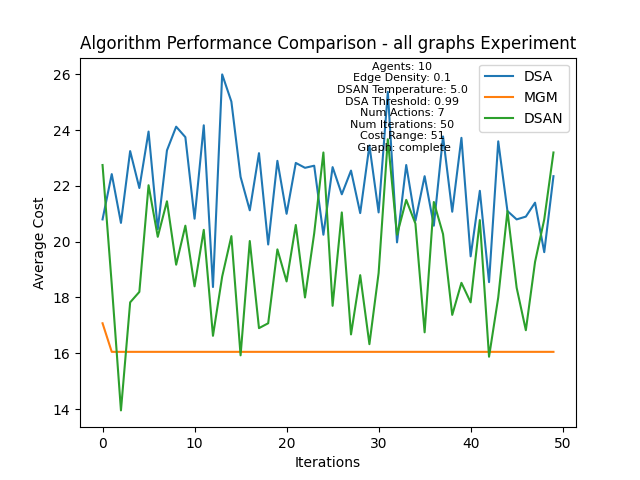 Algorithm Performance Comparison - all graphs Experiment
Agents: 10
Edge Density: 0.1
DSAN Temperature: 5.0
DSA Threshold: 0.99
Num Actions: 7
Num Iterations: 50
Cost Range: 51
Graph: complete
DSA
MGM
DSAN
Average Cost
26
24
22
20
18
16
14
0
10
20
30
40
50
Iterations